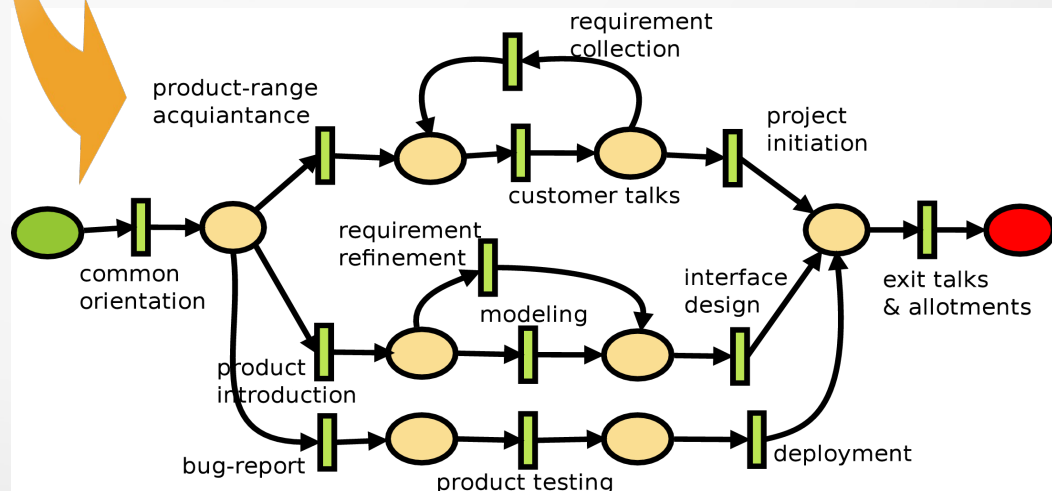 requirement
collection
product-range
acquiantance
project
initiation
customer talks
requirement
refinement
common
orientation
interface
design
exit talks
& allotments
modeling
product
introduction
bug-report
deployment
product testing